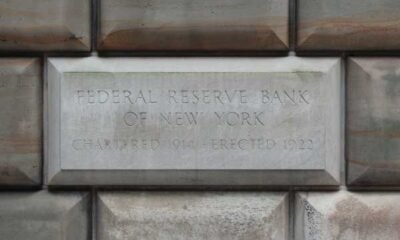 FEDERAL RESERVE BANK
OF NEW YORK
CHARTERED 1914 - ERECTED 1922